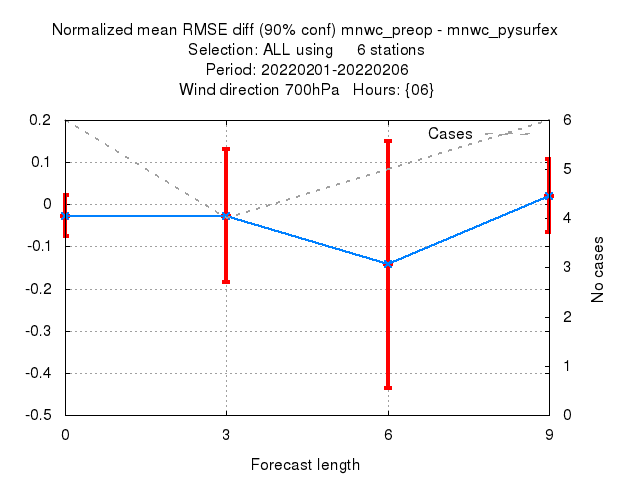 Normalized mean RMSE diff (90% conf) mnwc_preop - mnwc_pysurfex
Selection: ALL using 6 stations
Period: 20220201-20220206
Wind direction 700hPa Hours: {06}
Cases
0.2
0.1
0
-0.1
-0.2
-0.3
-0.4
-0.5
6
5
4
3
2
1
0
No cases
0 3 6 9
Forecast length